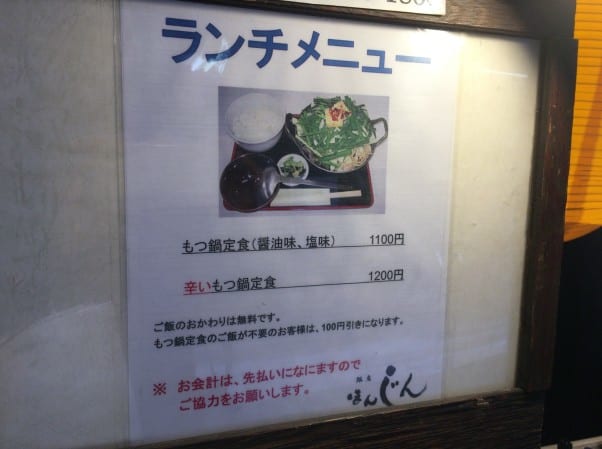 ランチメニュー
もつ鍋定食(醤油味、塩味) 1100円
辛いもつ鍋定食 1200円
ご飯のおかわりは無料です。
もつ鍋定食のご飯が不要のお客様は、100円引きになります。
※ お会計は、先払いになにますので
ご協力をお願いします。